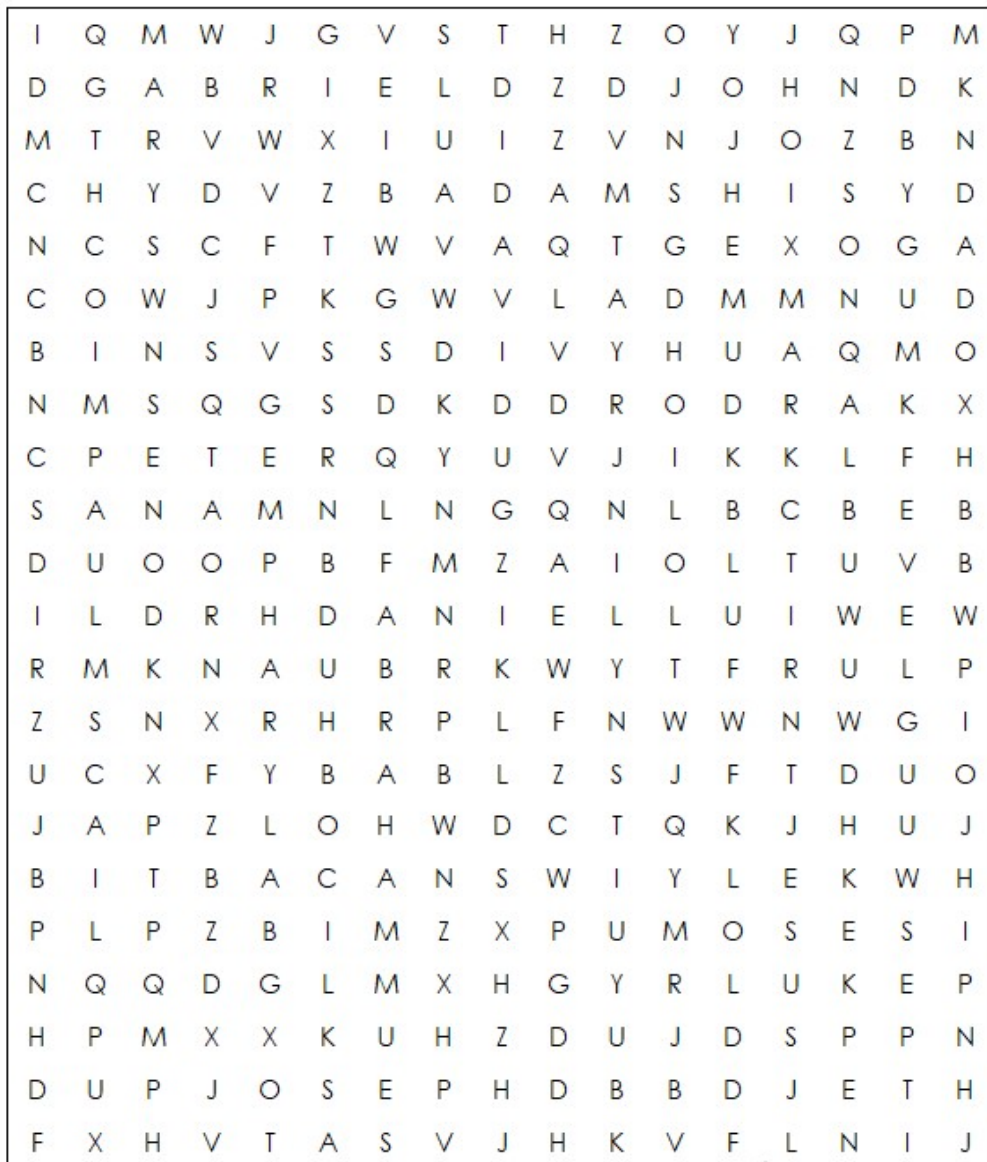 I Q M W J G V S T H Z O Y J Q P M
D G A B R I E L D Z D J O H N D K
M T R V W X I U I Z V N J O Z B N
C H Y D V Z B A D A M S H I S Y D
N C S C F T W V A Q T G E X O G A
C O W J P K G W V L A D M M N U D
B I N S V S S D I V Y H U A Q M O
N M S Q G S D K D D R O D R A K X
C P E T E R Q Y U V J I K K L F H
S A N A M N L N G Q N L B C B E B
D U O O P B F M Z A I O L T U V B
I L D R H D A N I E L L U I W E W
R M K N A U B R K W Y T F R U L P
Z S N X R H R P L F N W W N W G I
U C X F Y B A B L Z S J F T D U O
J A P Z L O H W D C T Q K J H U J
B I T B A C A N S W I Y L E K W H
P L P Z B I M Z X P U M O S E S I
N Q Q D G L M X H G Y R L U K E P
H P M X X K U H Z D U J D S P P N
D U P J O S E P H D B B D J E T H
F X H V T A S V J H K V F L N I J